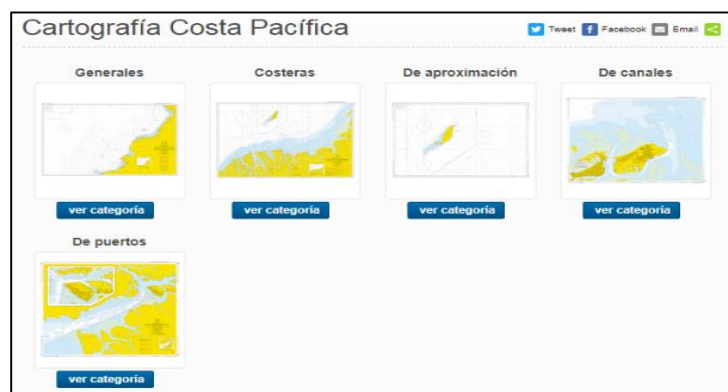 Cartografía Costa Pacífica
Tweet Facebook Email
Generales Costeras De aproximación De canales
ver categoría ver categoría ver categoría ver categoría
De puertos
ver categoría